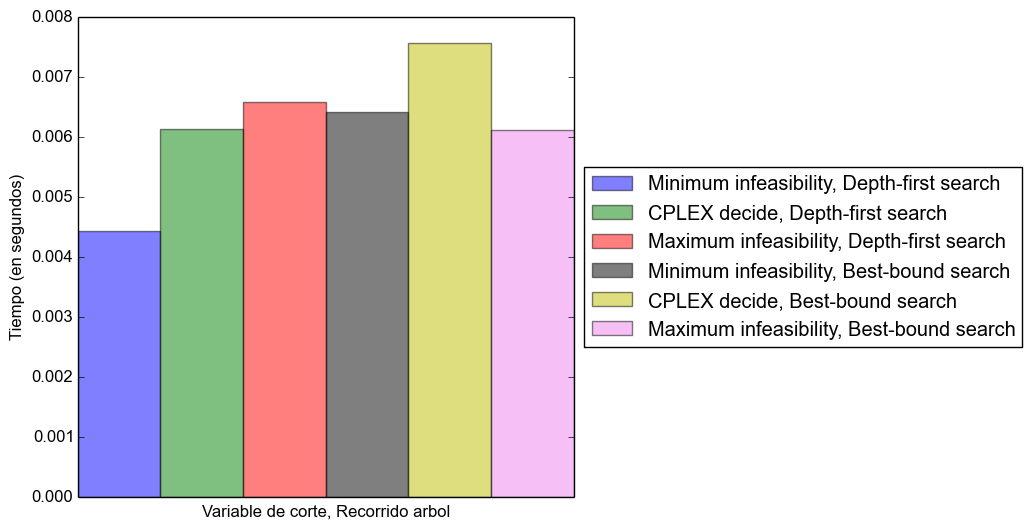 0.008
0.007
0.006
0.005
0.004
0.003
0.002
0.001
0.000
Tiempo (en segundos)
Variable de corte, Recorrido arbol
Minimum infeasibility, Depth-first search
CPLEX decide, Depth-first search
Maximum infeasibility, Depth-first search
Minimum infeasibility, Best-bound search
CPLEX decide, Best-bound search
Maximum infeasibility, Best-bound search